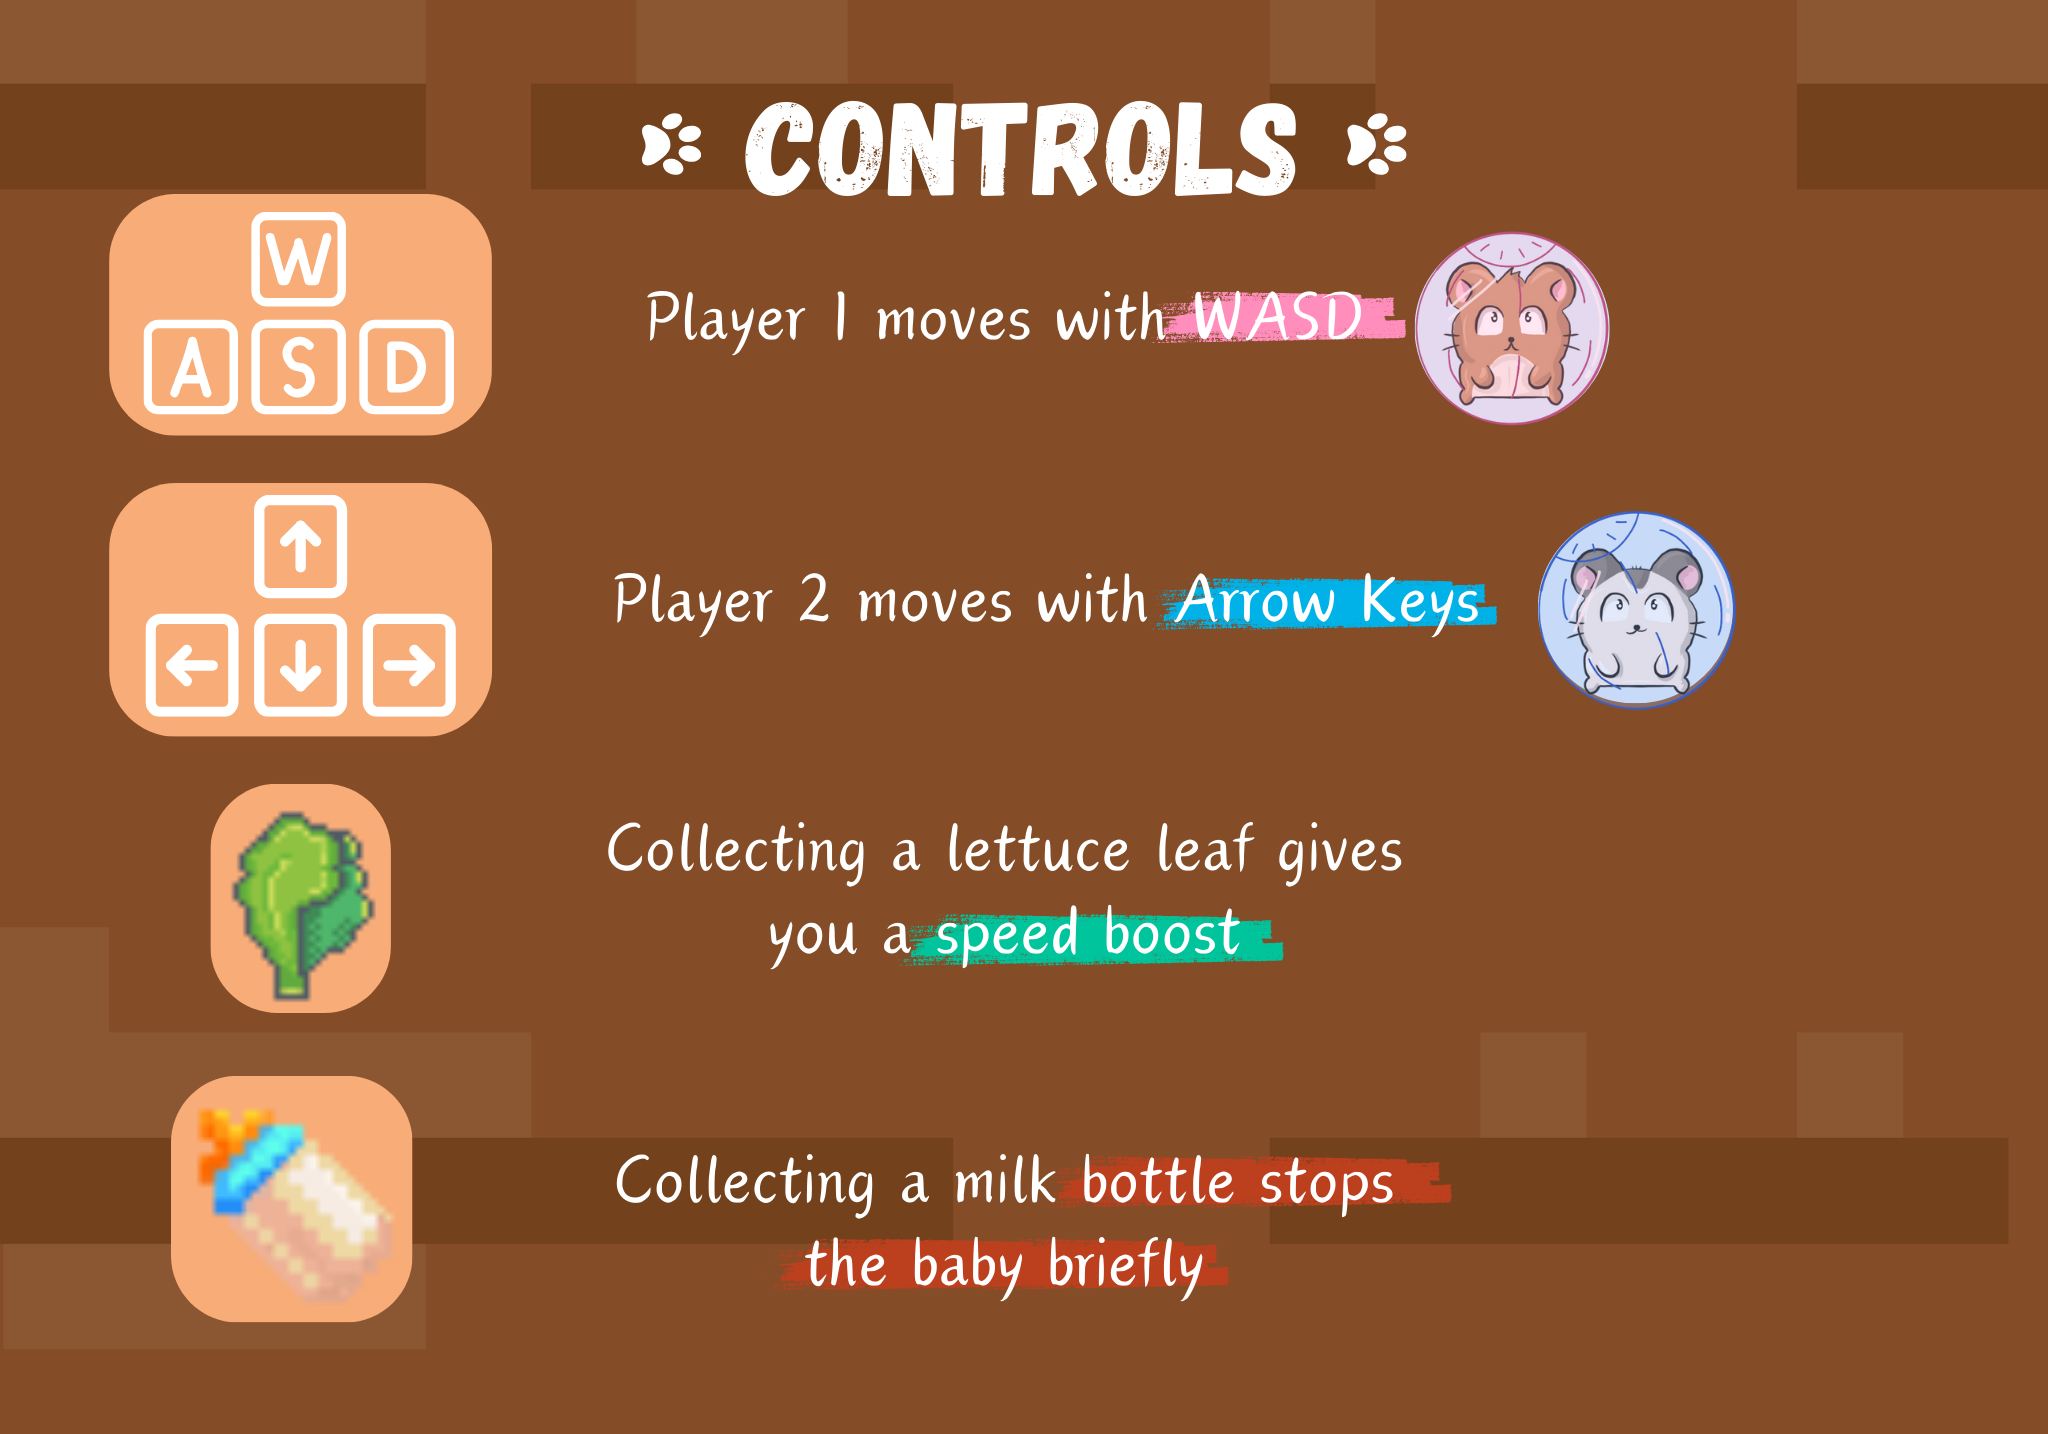 CONTROLS
W
A S D
Player 1 moves with WASD
Player 2 moves with Arrow Keys
Collecting a lettuce leaf gives
you a speed boost
Collecting a milk bottle stops
the baby briefly